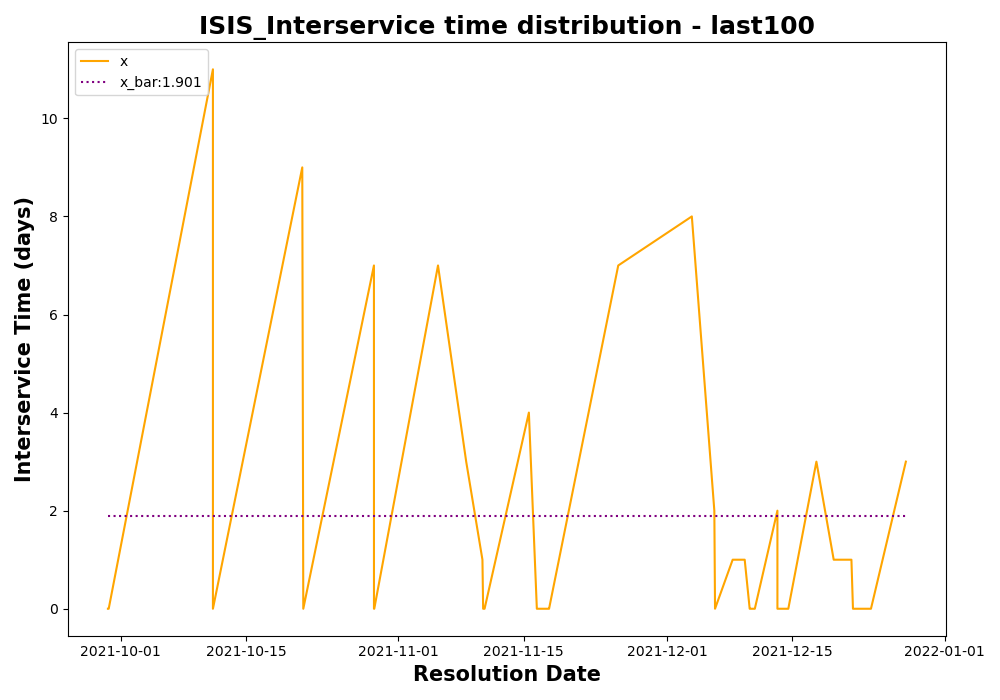 ISIS_Interservice time distribution - last100
x
x_bar:1.901
Interservice Time (days)
10
8
6
4
2
0
2021-10-01
2021-10-15
2021-11-01
2021-11-15
2021-12-01
2021-12-15
2022-01-01
Resolution Date